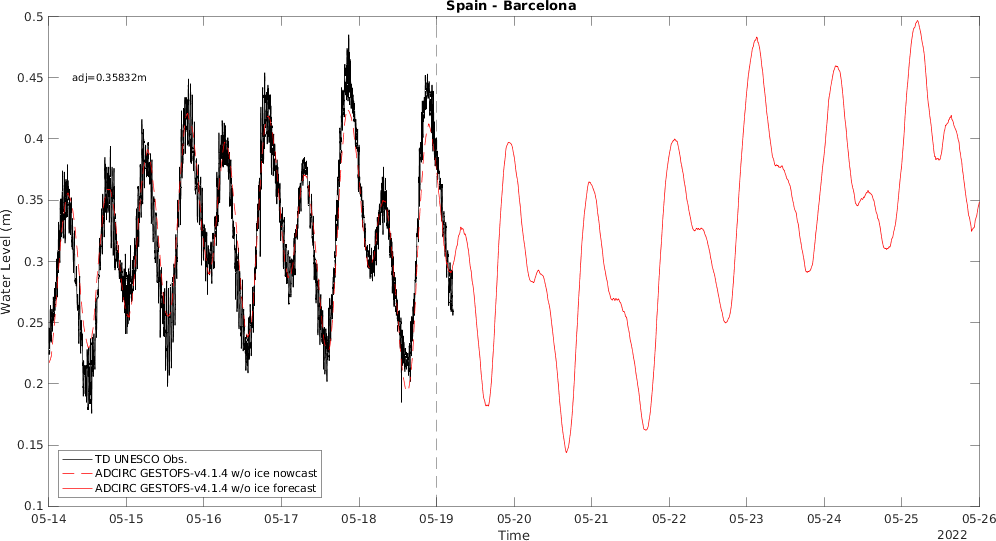 Spain - Barcelona
0.5
0.45
0.4
0.35
0.3
0.25
0.2
0.15
0.1
Water Level (m)
adj=0.35832m
TD UNESCO Obs.
ADCIRC GESTOFS-v4.1.4 w/o ice nowcast
ADCIRC GESTOFS-v4.1.4 w/o ice forecast
05-14 05-15 05-16 05-17 05-18 05-19 05-20 05-21 05-22 05-23 05-24 05-25 05-26
Time
2022